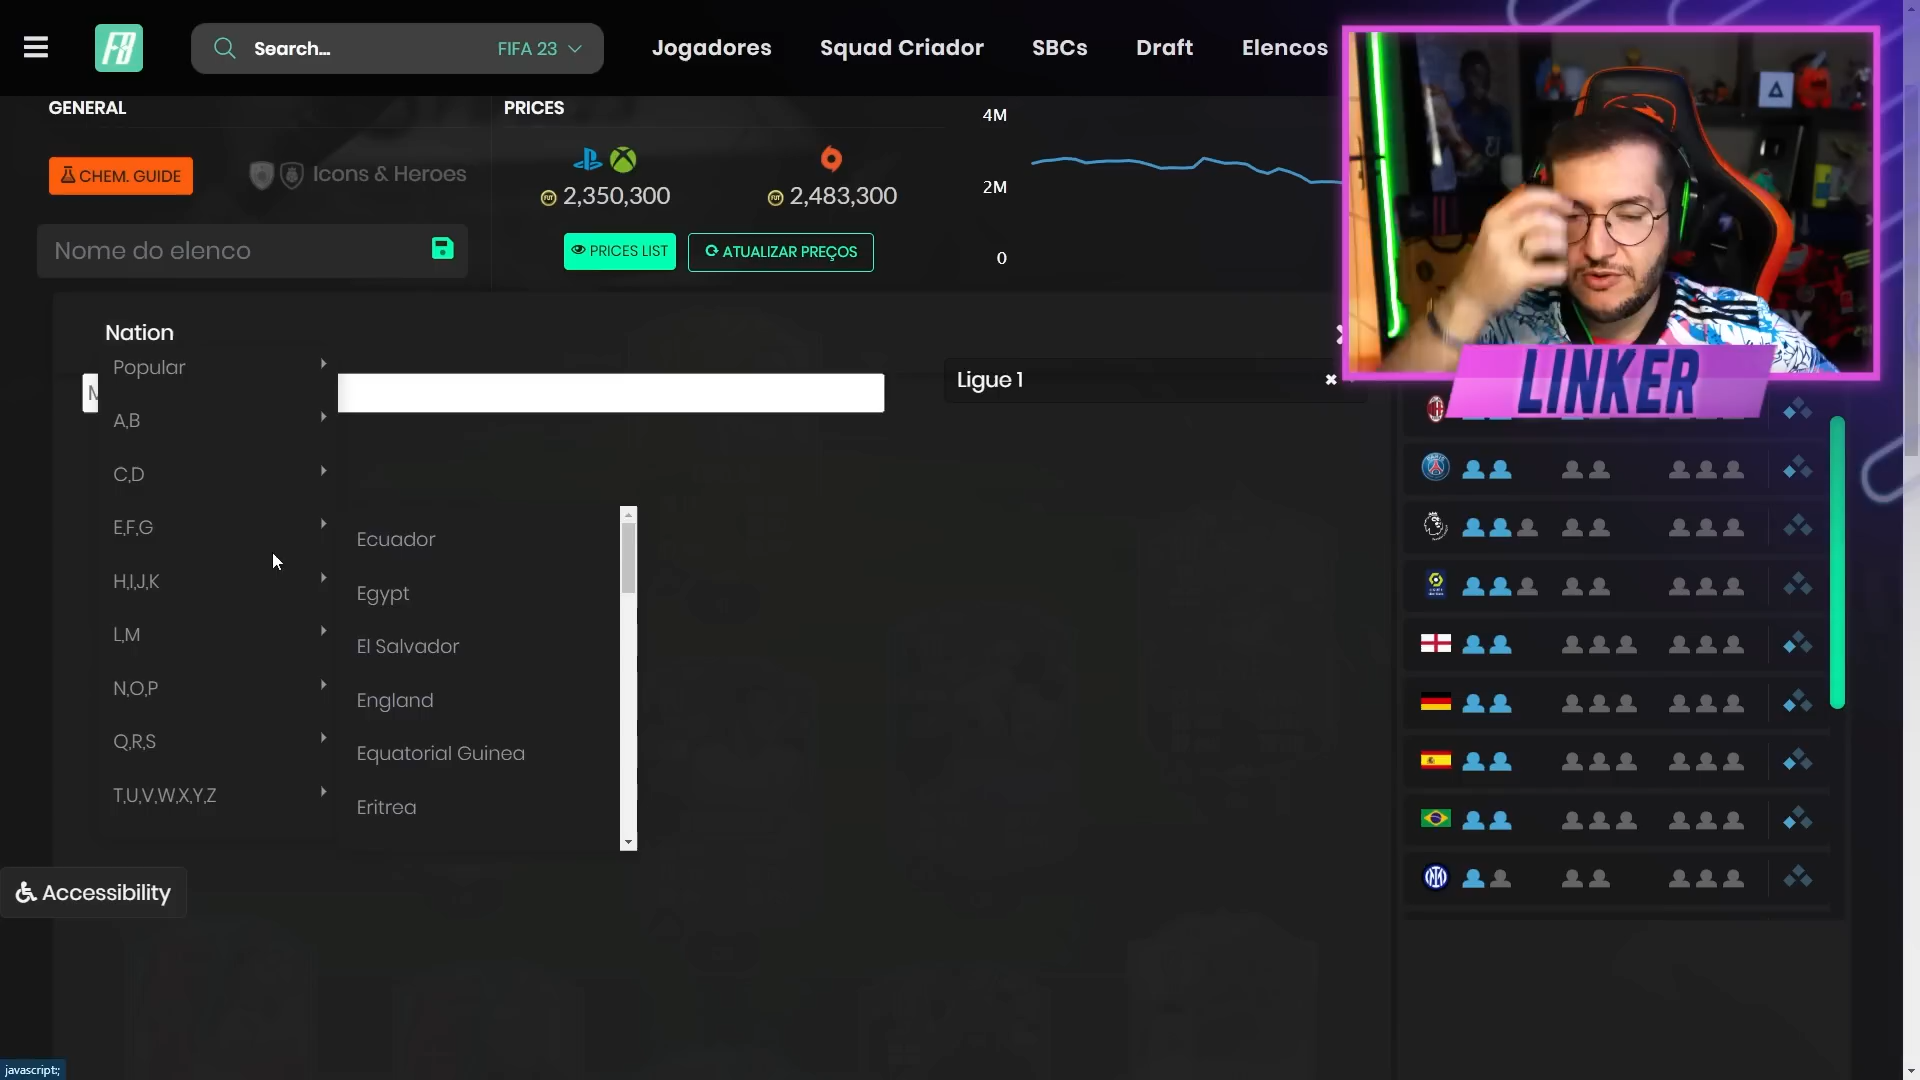 FB
Search...
FIFA 23
Jogadores
Squad Criador
SBCs
Draft
Elencos
GENERAL
PRICES
CHEM. GUIDE
Icons & Heroes
2,350,300
2,483,300
4M
2M
0
Nome do elenco
PRICES LIST
ATUALIZAR PREÇOS
Nation
Popular
A,B
C,D
E,F,G
H,I,J,K
L,M
N,O,P
Q,R,S
T,U,V,W,X,Y,Z
Ecuador
Egypt
El Salvador
England
Equatorial Guinea
Eritrea
Ligue 1
LINKER
Accessibility
javascript:;